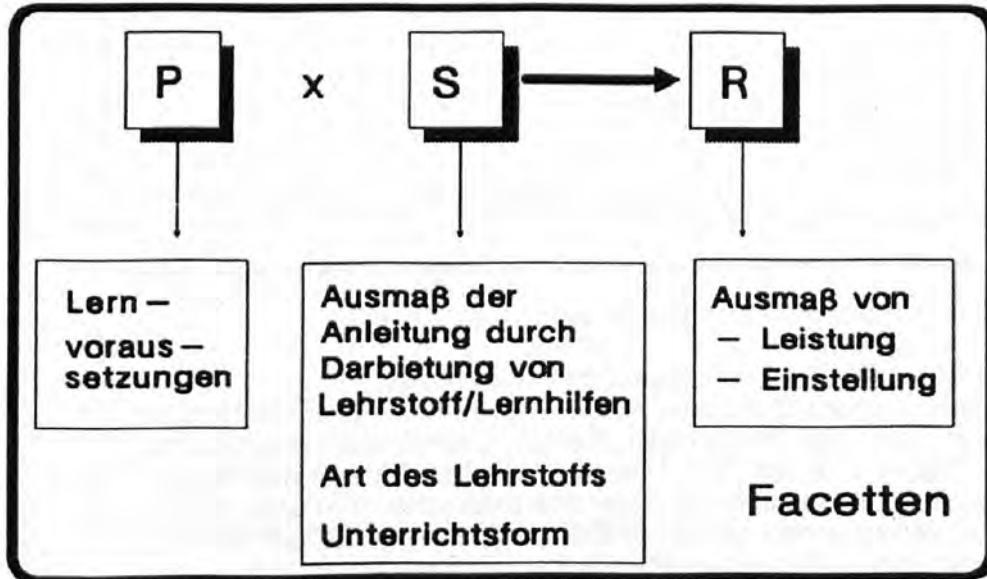 P x S R
Lern –
voraus –
setzungen
Ausmaß der
Anleitung durch
Darbietung von
Lehrstoff/Lernhilfen
Art des Lehrstoffs
Unterrichtsform
Ausmaß von
– Leistung
– Einstellung
Facetten